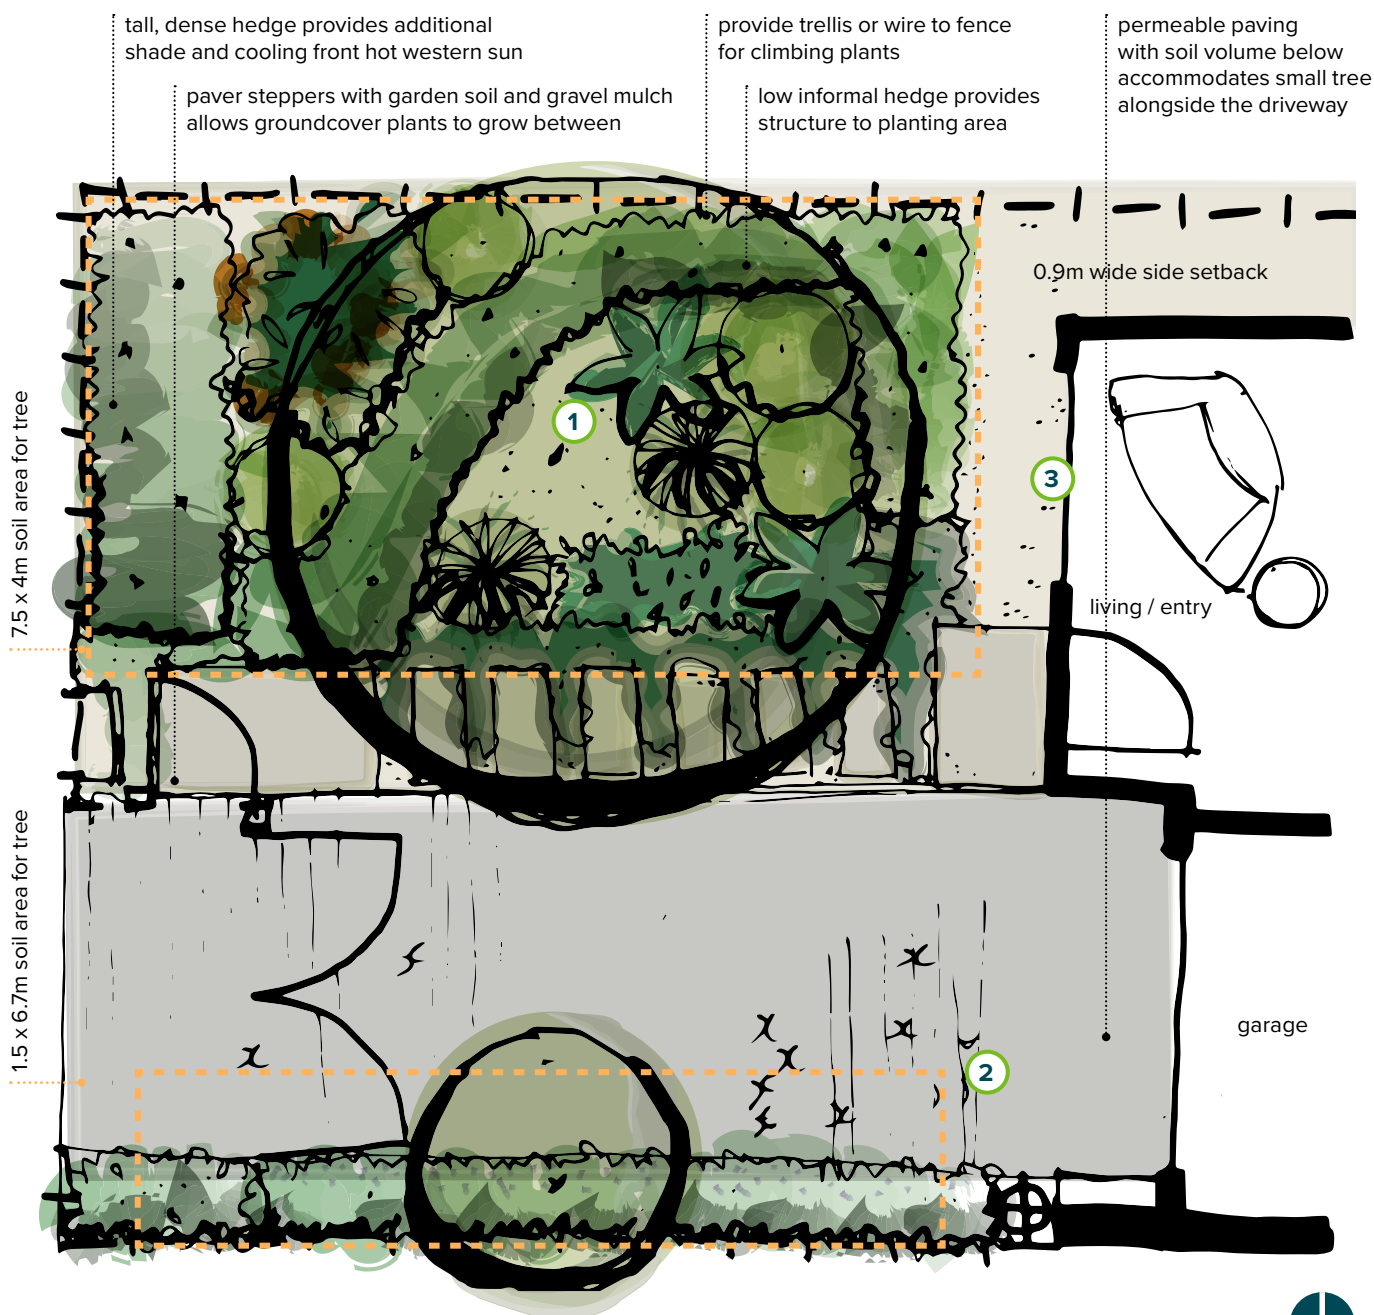 tall, dense hedge provides additional
shade and cooling front hot western sun
paver steppers with garden soil and gravel mulch
allows groundcover plants to grow between
provide trellis or wire to fence
for climbing plants
low informal hedge provides
structure to planting area
permeable paving
with soil volume below
accommodates small tree
alongside the driveway
0.9m wide side setback
7.5 x 4m soil area for tree
1
3
living / entry
1.5 x 6.7m soil area for tree
garage
2